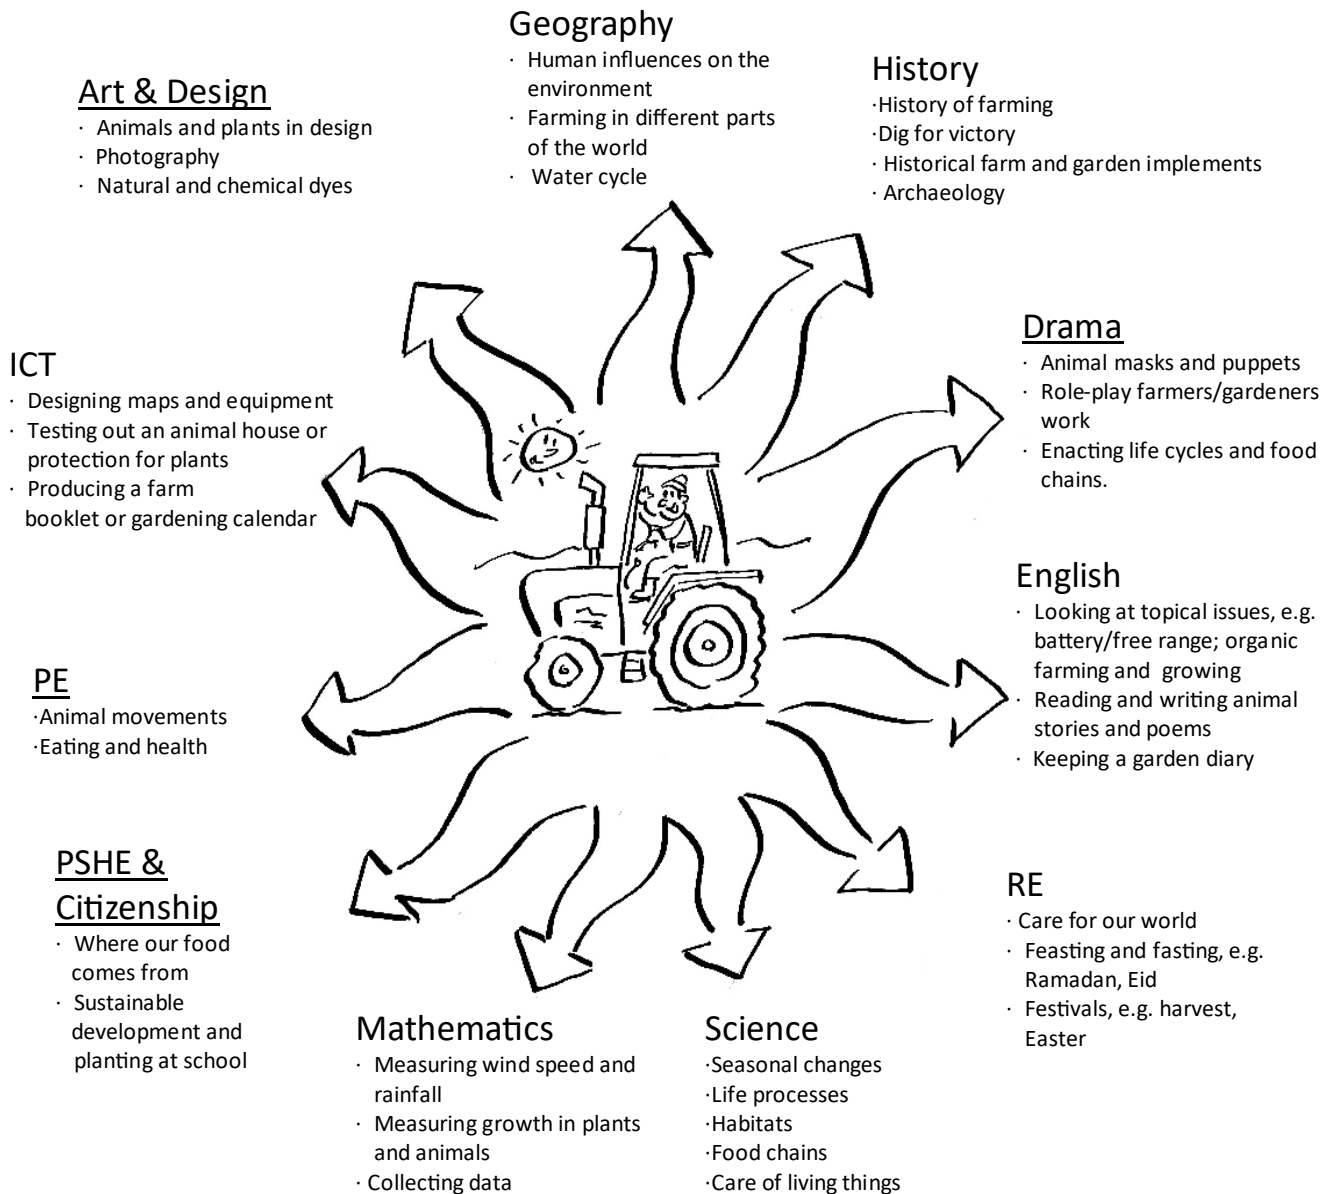 Geography
· Human influences on the
environment
· Farming in different parts
of the world
· Water cycle
History
·History of farming
·Dig for victory
· Historical farm and garden implements
· Archaeology
Art & Design
· Animals and plants in design
· Photography
· Natural and chemical dyes
Drama
· Animal masks and puppets
· Role-play farmers/gardeners
work
· Enacting life cycles and food
chains.
ICT
· Designing maps and equipment
· Testing out an animal house or
protection for plants
· Producing a farm
booklet or gardening calendar
English
· Looking at topical issues, e.g.
battery/free range; organic
farming and growing
· Reading and writing animal
stories and poems
· Keeping a garden diary
PE
·Animal movements
·Eating and health
PSHE &
Citizenship
· Where our food
comes from
· Sustainable
development and
planting at school
RE
· Care for our world
· Feasting and fasting, e.g.
Ramadan, Eid
· Festivals, e.g. harvest,
Easter
Mathematics
· Measuring wind speed and
rainfall
· Measuring growth in plants
and animals
· Collecting data
Science
·Seasonal changes
·Life processes
·Habitats
·Food chains
·Care of living things